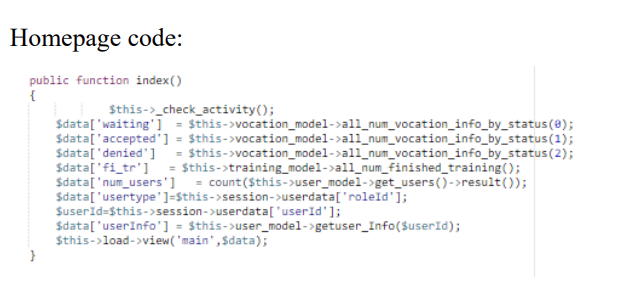 Homepage code:
public function index()
{
$this->_check_activity();
$data['waiting'] = $this->vocation_model->all_num_vocation_info_by_status(0);
$data['accepted'] = $this->vocation_model->all_num_vocation_info_by_status(1);
$data['denied'] = $this->vocation_model->all_num_vocation_info_by_status(2);
$data['fi_tr'] = $this->training_model->all_num_finished_training();
$data['num_users'] = count($this->user_model->get_users()->result());
$data['usertype']=$this->session->userdata['roleId'];
$userId=$this->session->userdata['userId'];
$data['userInfo'] = $this->user_model->getuser_Info($userId);
$this->load->view('main',$data);
}